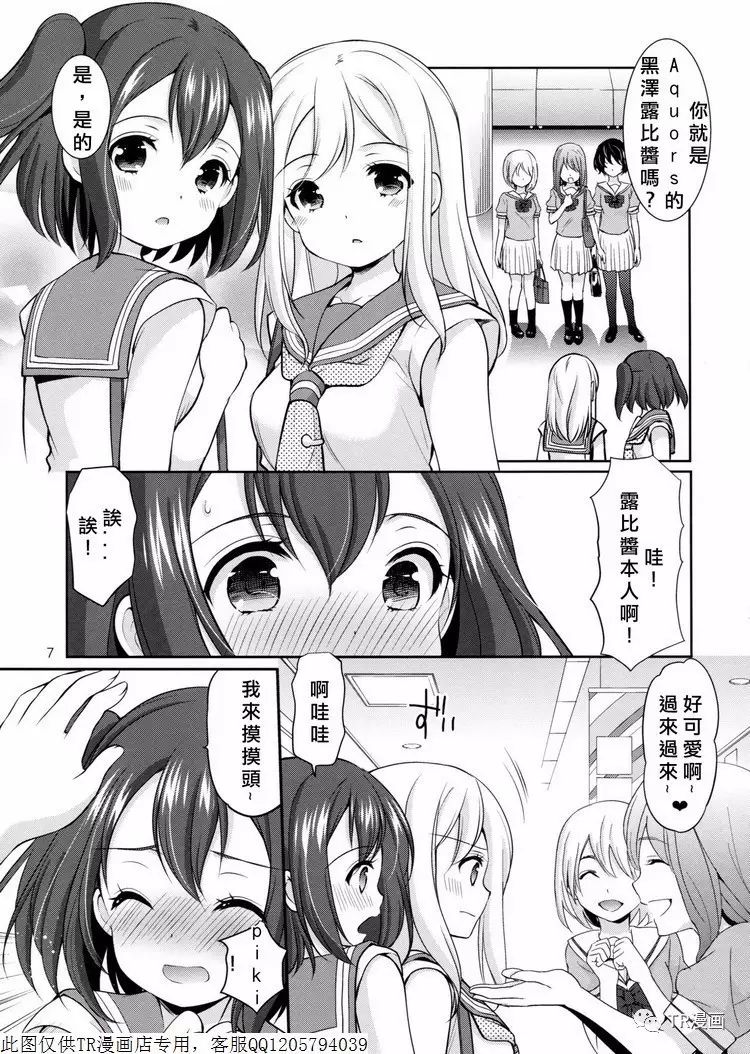 你就是
Aquors的
黑澤露比醬嗎？
是，是的
哇！
露比醬本人啊！
誒...
誒！
7
好可愛啊~
過來過來~
❤
啊哇哇
我來摸摸頭~
piki
！
TR漫画
此图仅供TR漫画店专用，客服QQ1205794039